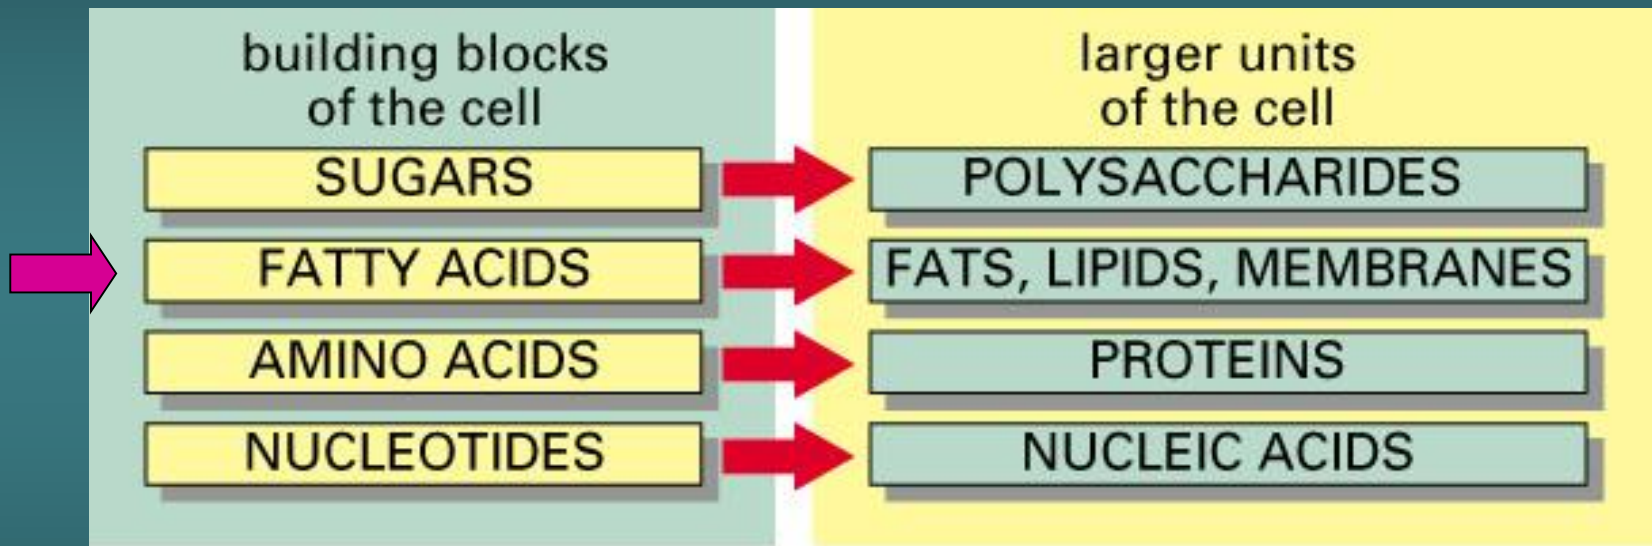 building blocks
of the cell
larger units
of the cell
SUGARS
POLYSACCHARIDES
FATTY ACIDS
FATS, LIPIDS, MEMBRANES
AMINO ACIDS
PROTEINS
NUCLEOTIDES
NUCLEIC ACIDS